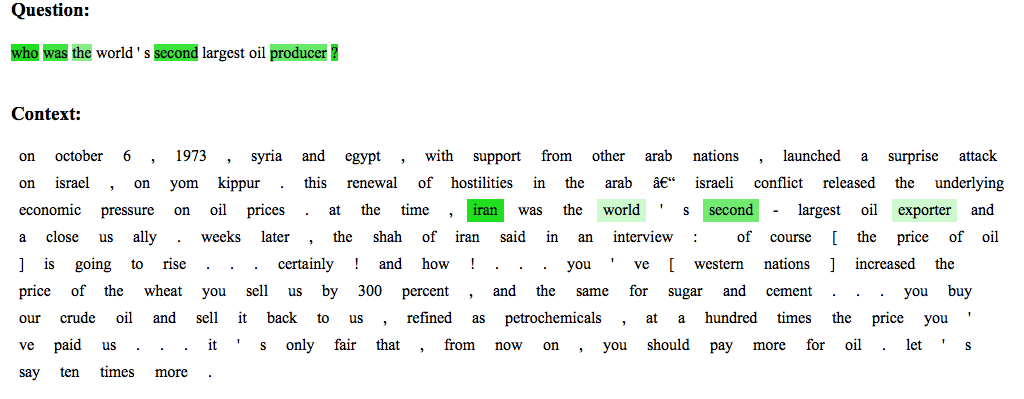 Question:
who was the world ' s second largest oil producer ?
Context:
on october 6 , 1973 , syria and egypt , with support from other arab nations , launched a surprise attack
on israel , on yom kippur . this renewal of hostilities in the arab â€“ israeli conflict released the underlying
economic pressure on oil prices . at the time , iran was the world ' s second - largest oil exporter and
a close us ally . weeks later , the shah of iran said in an interview : of course [ the price of oil
] is going to rise . . . certainly ! and how ! . . . you ' ve [ western nations ] increased the
price of the wheat you sell us by 300 percent , and the same for sugar and cement . . . you buy
our crude oil and sell it back to us , refined as petrochemicals , at a hundred times the price you '
ve paid us . . . it ' s only fair that , from now on , you should pay more for oil . let ' s
say ten times more .